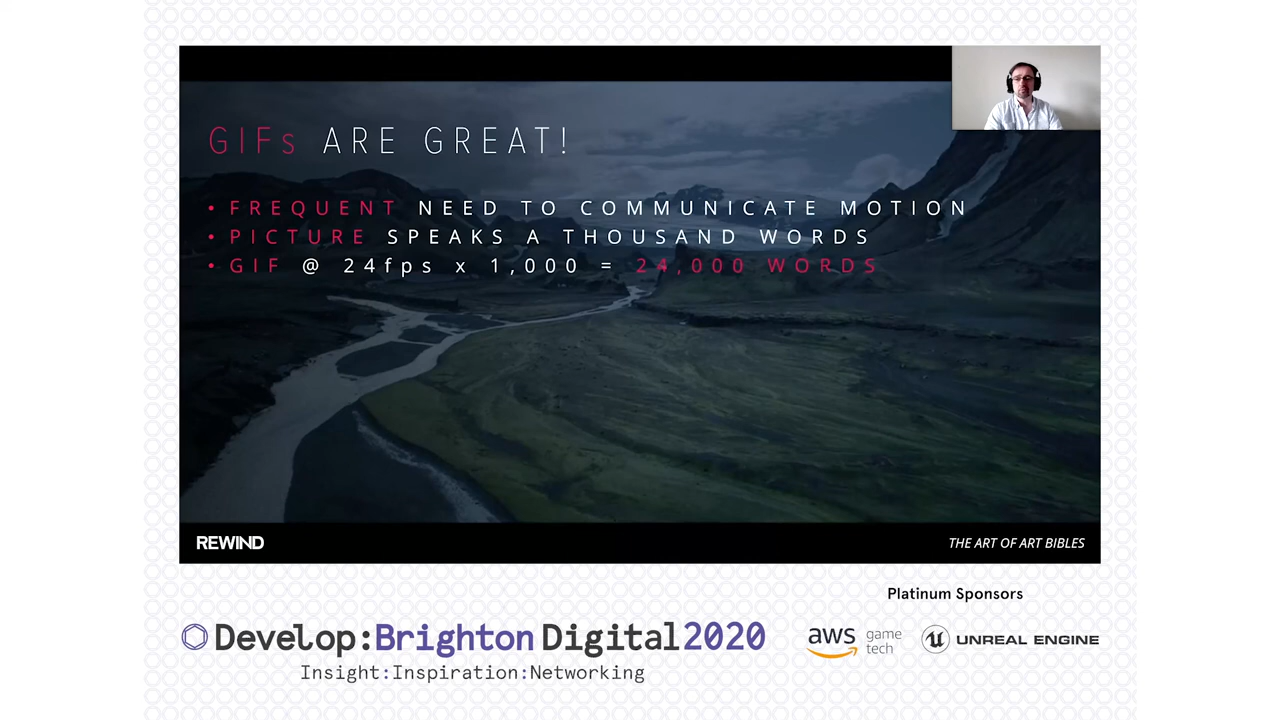 GIFs ARE GREAT!
• FREQUENT NEED TO COMMUNICATE MOTION
• PICTURE SPEAKS A THOUSAND WORDS
• GIF @ 24fps x 1,000 = 24,000 WORDS
REWIND
THE ART OF ART BIBLES
Platinum Sponsors
Develop:Brighton Digital 2020
Insight:Inspiration:Networking
aws game tech
UNREAL ENGINE